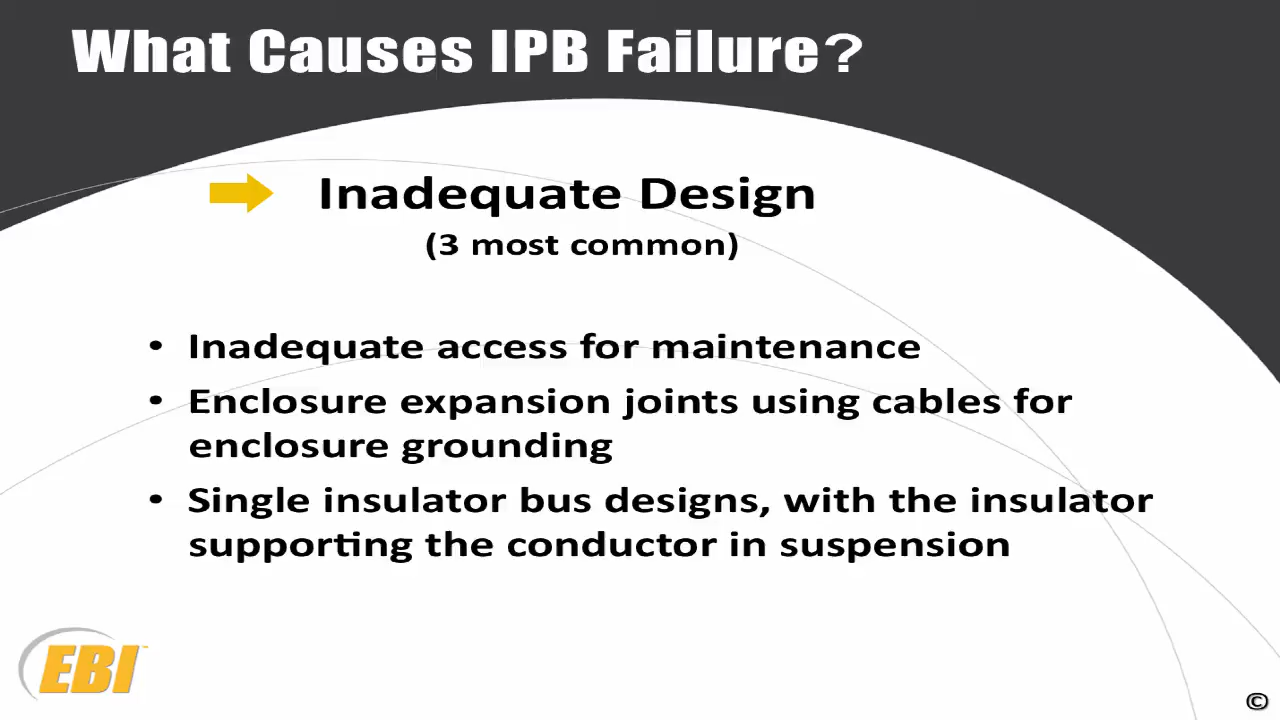 What Causes IPB Failure?
Inadequate Design
(3 most common)
• Inadequate access for maintenance
• Enclosure expansion joints using cables for
enclosure grounding
• Single insulator bus designs, with the insulator
supporting the conductor in suspension
EBI™
©